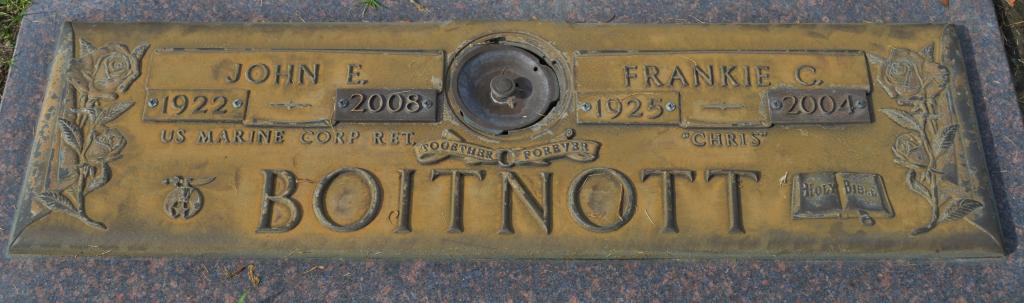 JOHN E.
1922 2008
US MARINE CORP RET.
TOGETHER FOREVER
FRANKIE C.
1925 2004
"CHRIS"
BOITNOTT
HOLY BIBLE